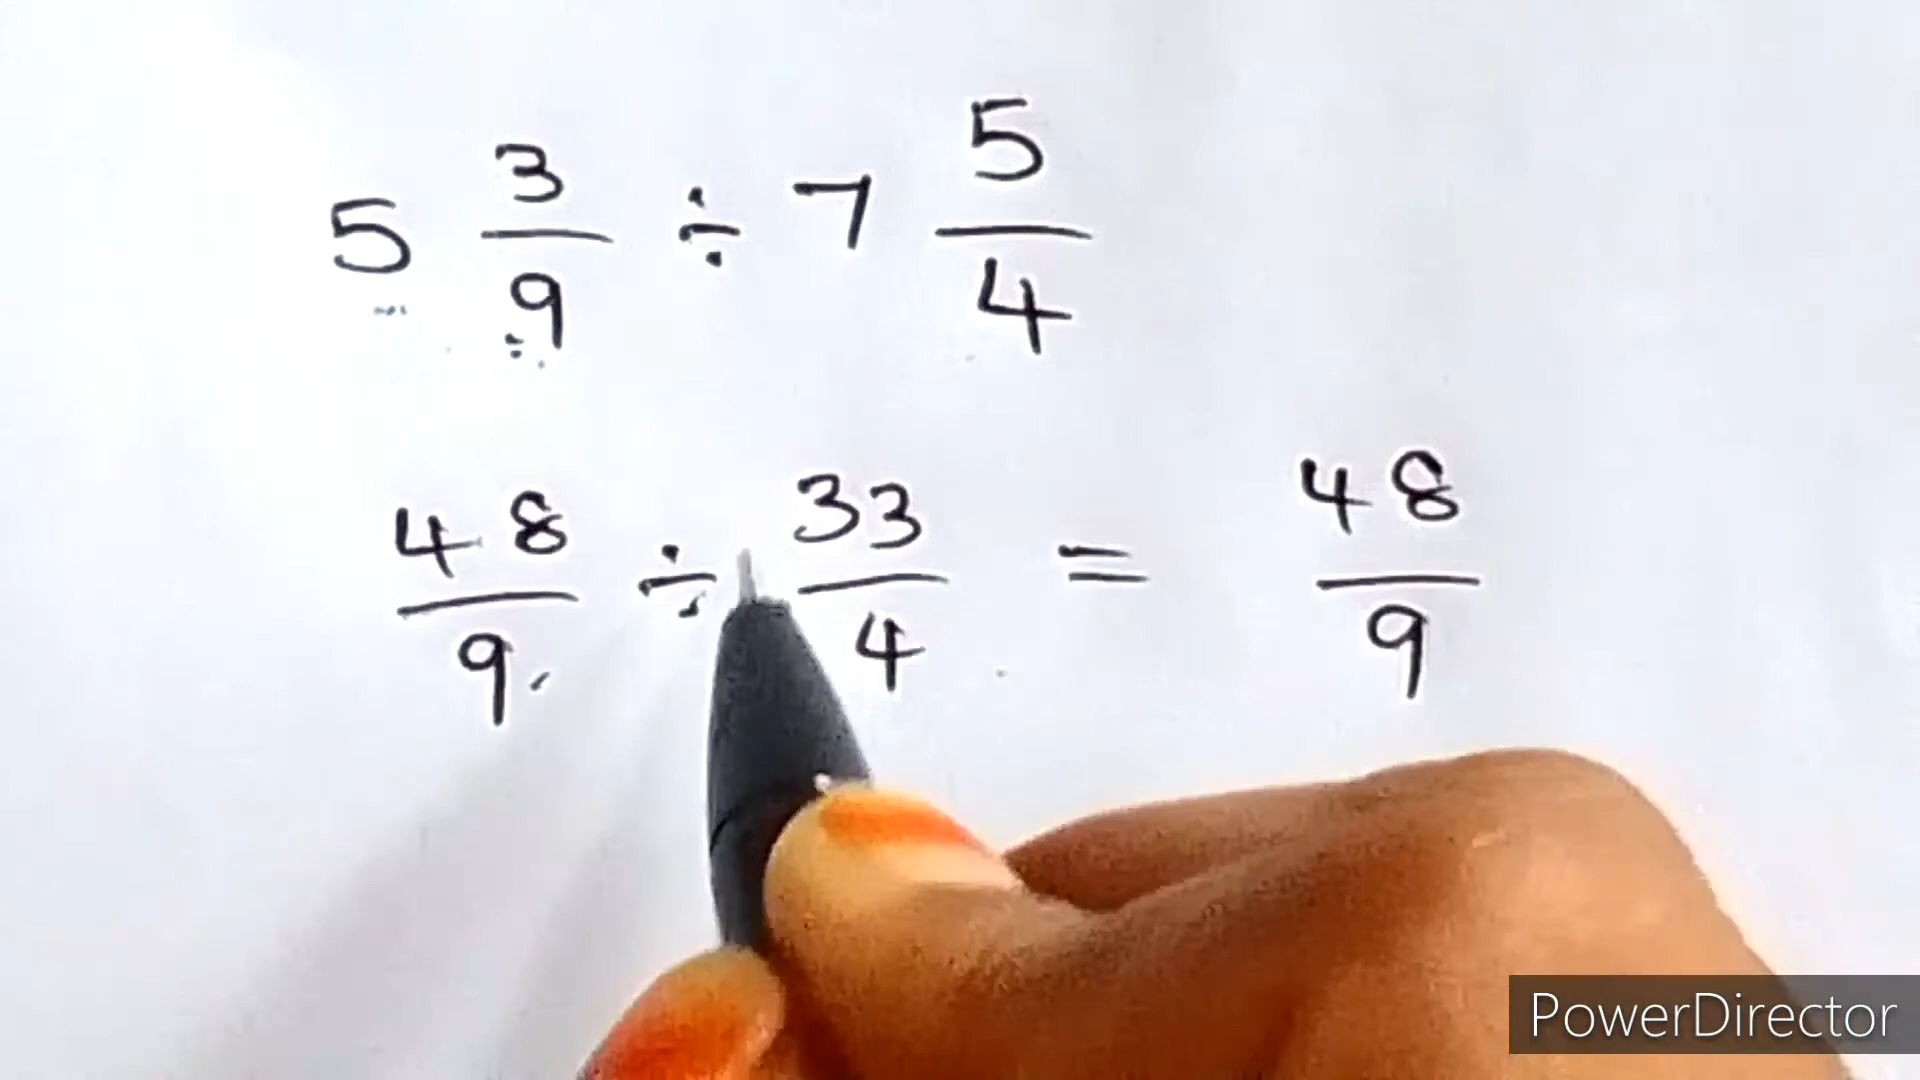 5 3/9 ÷ 7 5/4
48/9 ÷ 33/4 = 48/9
PowerDirector